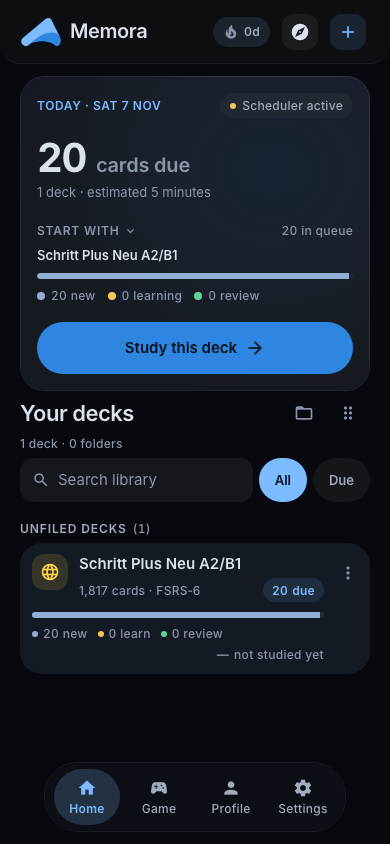 Memora
0d
TODAY · SAT 7 NOV
Scheduler active
20 cards due
1 deck · estimated 5 minutes
START WITH
20 in queue
Schritt Plus Neu A2/B1
20 new
0 learning
0 review
Study this deck
Your decks
1 deck · 0 folders
Search library
All
Due
UNFILED DECKS (1)
Schritt Plus Neu A2/B1
1,817 cards · FSRS-6
20 due
20 new
0 learn
0 review
— not studied yet
Home
Game
Profile
Settings